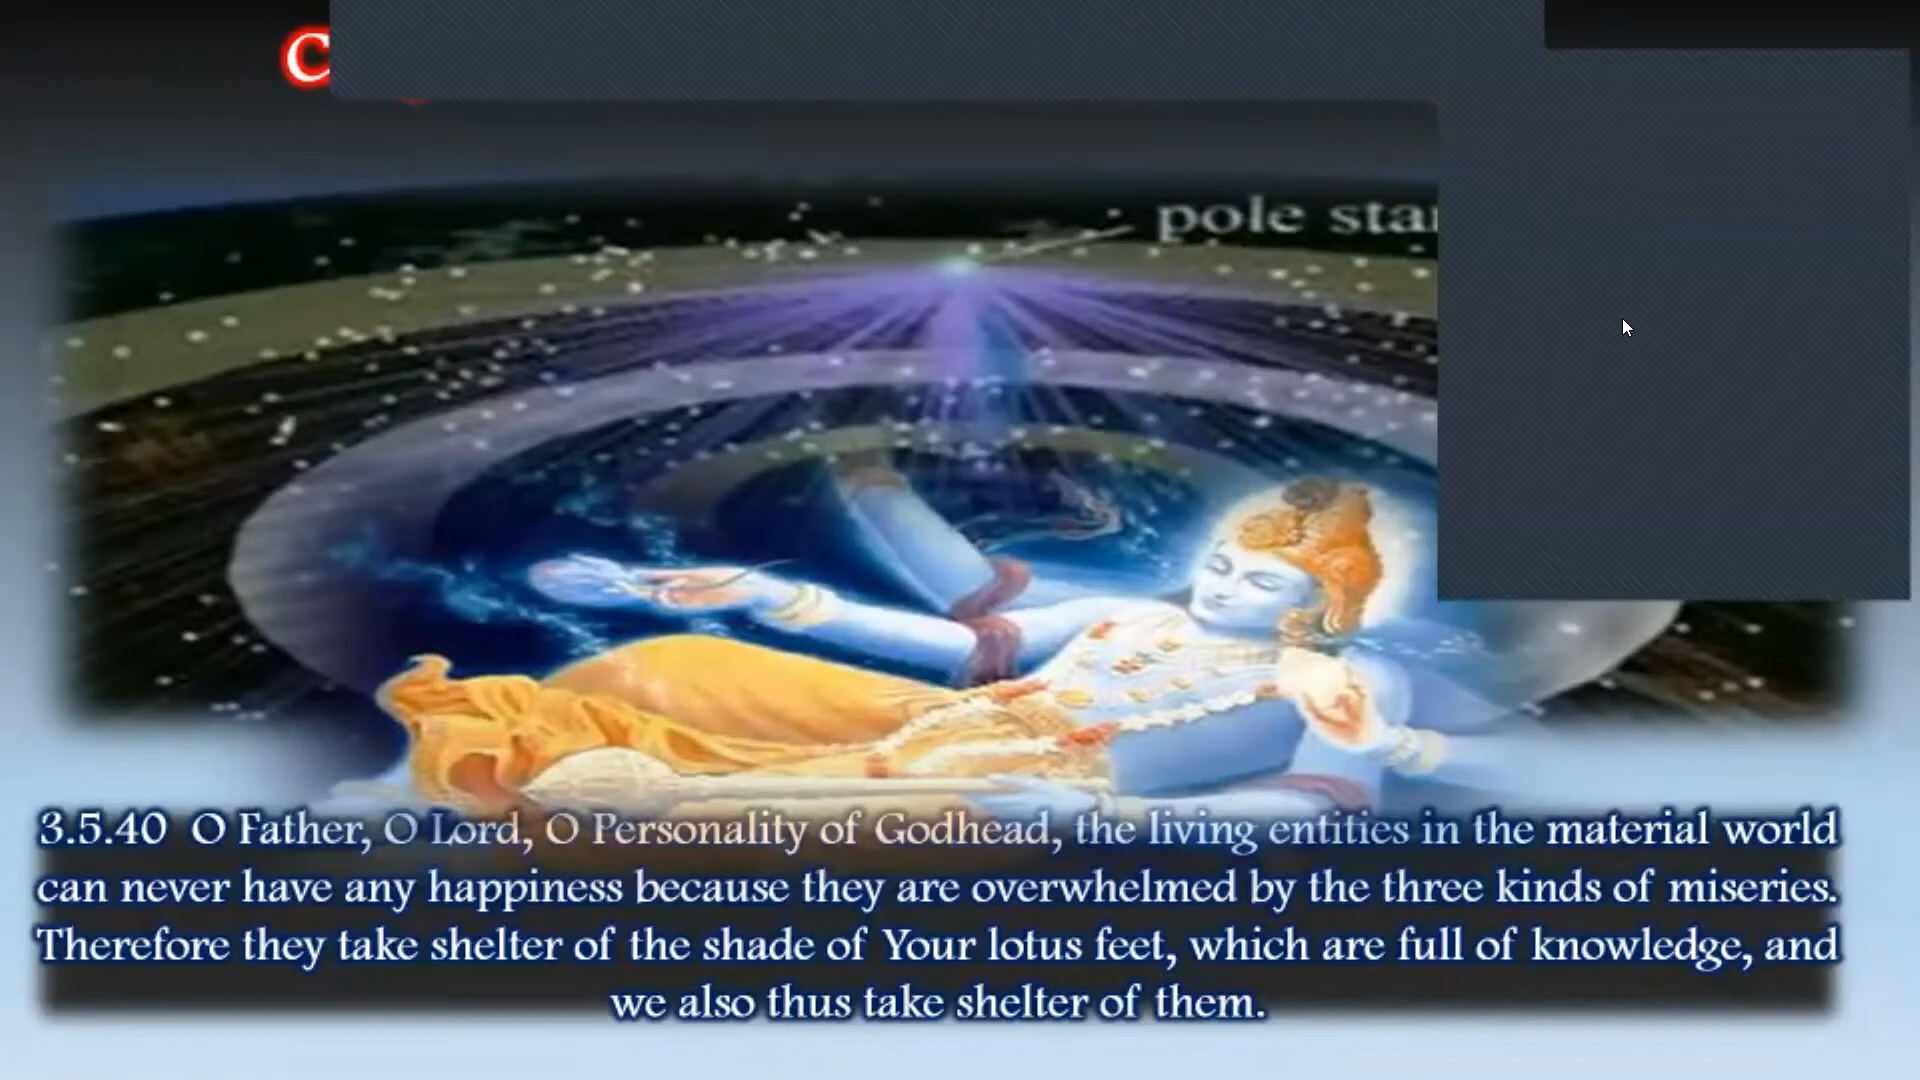 C
pole sta
3.5.40 O Father, O Lord, O Personality of Godhead, the living entities in the material world
can never have any happiness because they are overwhelmed by the three kinds of miseries.
Therefore they take shelter of the shade of Your lotus feet, which are full of knowledge, and
we also thus take shelter of them.